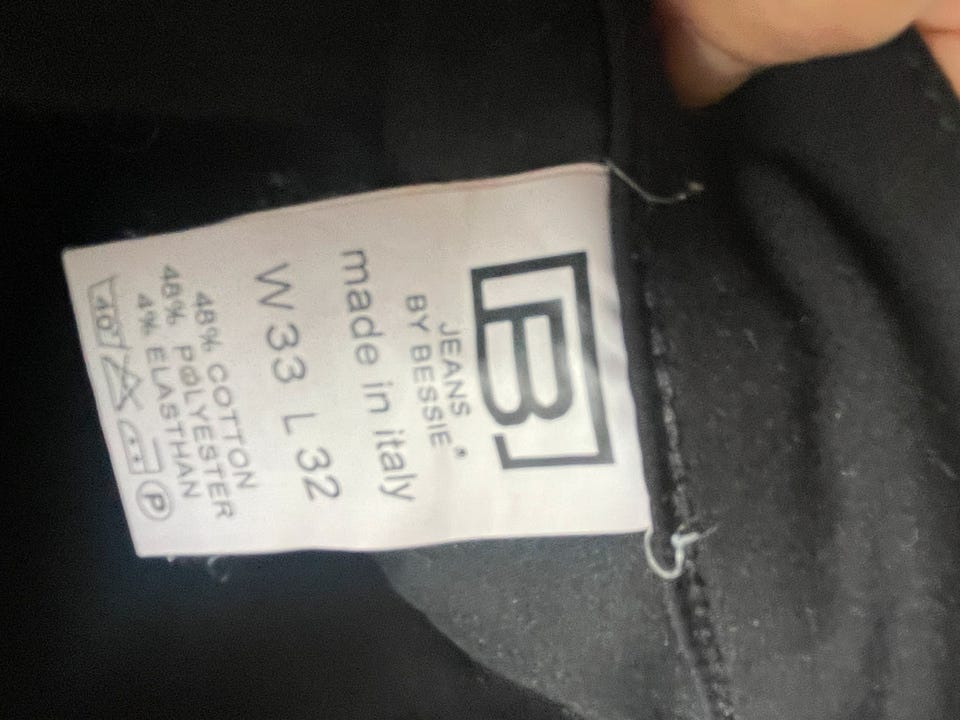 B
JEANS
BY BESSIE®
made in italy
W 33 L 32
48% COTTON
48% POLYESTER
4% ELASTHAN
40 P